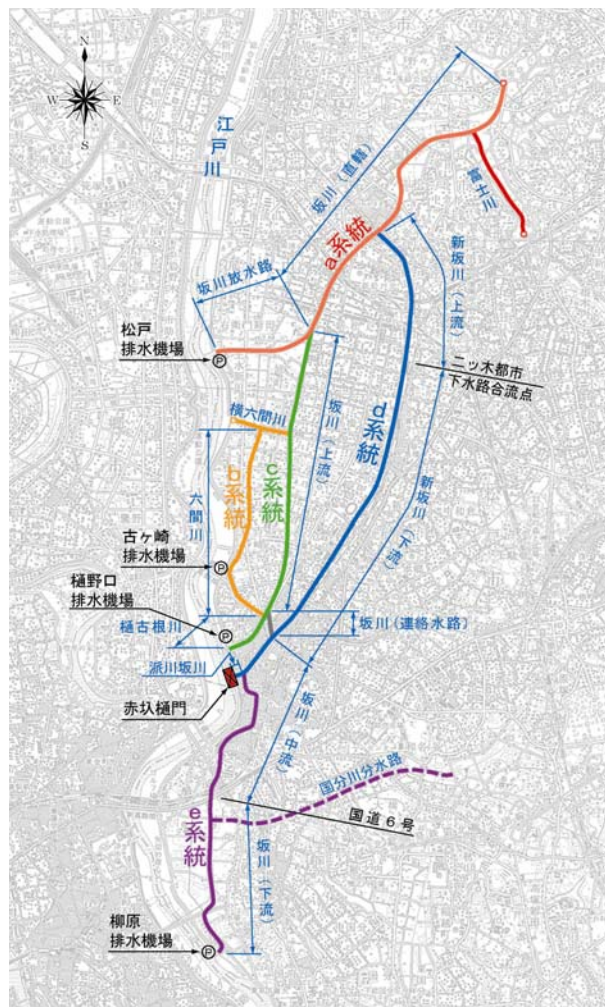 N
W
E
S
江戸川
坂川（直轄）
富士川
a系統
坂川放水路
新坂川（上流）
松戸
排水機場
P
二ッ木都市
下水路合流点
横六間川
坂川（上流）
d系統
b系統
c系統
六間川
新坂川（下流）
古ヶ崎
排水機場
P
樋野口
排水機場
P
樋古根川
坂川（連絡水路）
派川坂川
赤圦樋門
坂川（中流）
国分川分水路
国道6号
e系統
坂川（下流）
柳原
排水機場
P